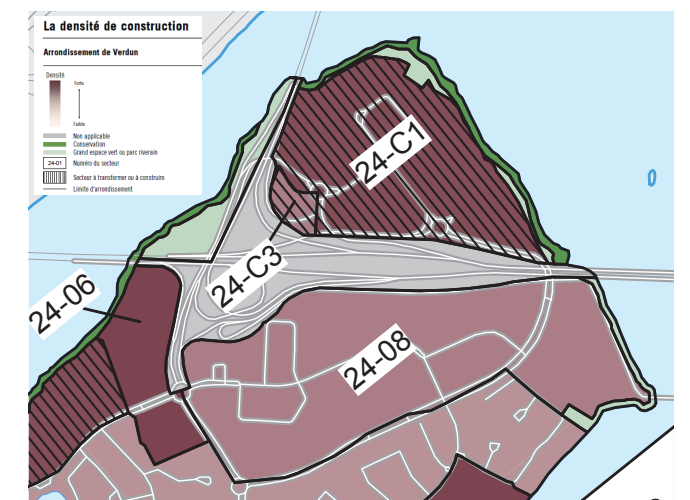 La densité de construction
Arrondissement de Verdun
Densité
Forte
Faible
Non applicable
Conservation
Grand espace vert ou parc riverain
24-01 Numéro du secteur
Secteur à transformer ou à construire
Limite d'arrondissement
24-C1
24-C3
24-06
24-08